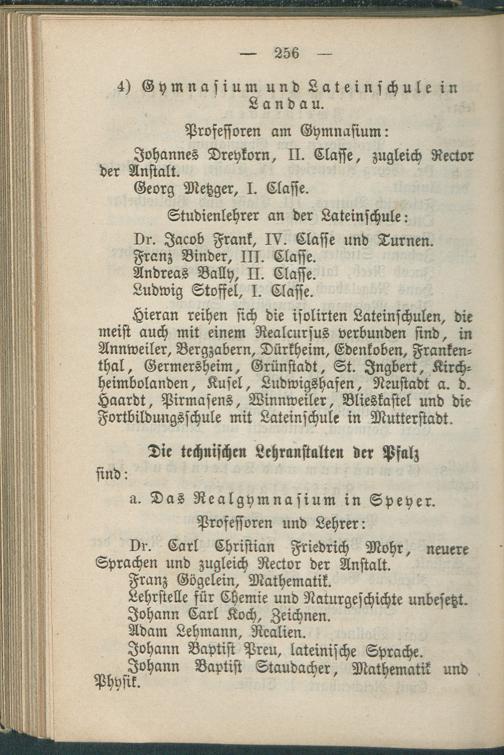 — 256 —
4) Gymnasium und Lateinschule in
Landau.
Professoren am Gymnasium:
Johannes Dreykorn, II. Classe, zugleich Rector
der Anstalt.
Georg Metzger, I. Classe.
Studienlehrer an der Lateinschule:
Dr. Jacob Frank, IV. Classe und Turnen.
Franz Binder, III. Classe.
Andreas Bally, II. Classe.
Ludwig Stoffel, I. Classe.
Hieran reihen sich die isolirten Lateinschulen, die
meist auch mit einem Realcursus verbunden sind, in
Annweiler, Bergzabern, Dürkheim, Edenkoben, Franken-
thal, Germersheim, Grünstadt, St. Ingbert, Kirch-
heimbolanden, Kusel, Ludwigshafen, Neustadt a. d.
Haardt, Pirmasens, Winnweiler, Blieskastel und die
Fortbildungsschule mit Lateinschule in Mutterstadt.
Die technischen Lehranstalten der Pfalz
sind:
a. Das Realgymnasium in Speyer.
Professoren und Lehrer:
Dr. Carl Christian Friedrich Mohr, neuere
Sprachen und zugleich Rector der Anstalt.
Franz Gögelein, Mathematik.
Lehrstelle für Chemie und Naturgeschichte unbesetzt.
Johann Carl Koch, Zeichnen.
Adam Lehmann, Realien.
Johann Baptist Preu, lateinische Sprache.
Johann Baptist Staudacher, Mathematik und
Physik.